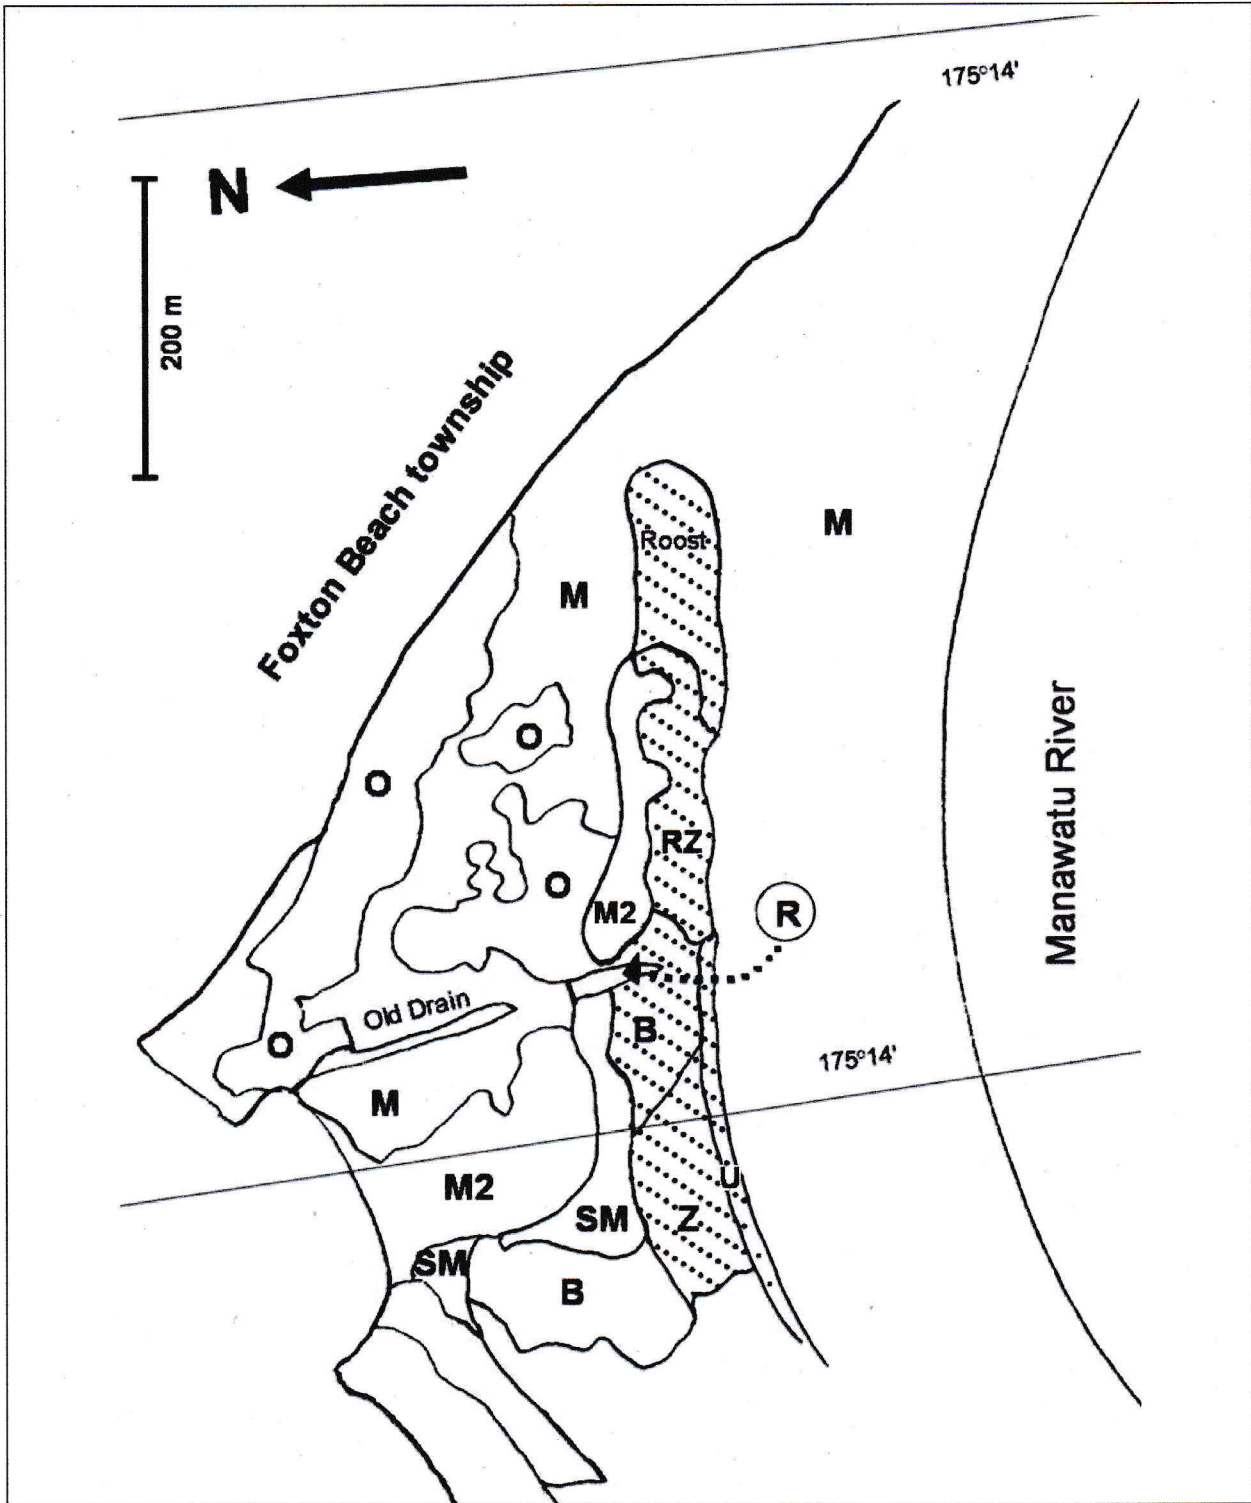 175°14'
N
200 m
Foxton Beach township
Roost
M
M
O
O
Manawatu River
RZ
O
M2
R
Old Drain
B
O
175°14'
M
U
M2
SM
Z
SM
B